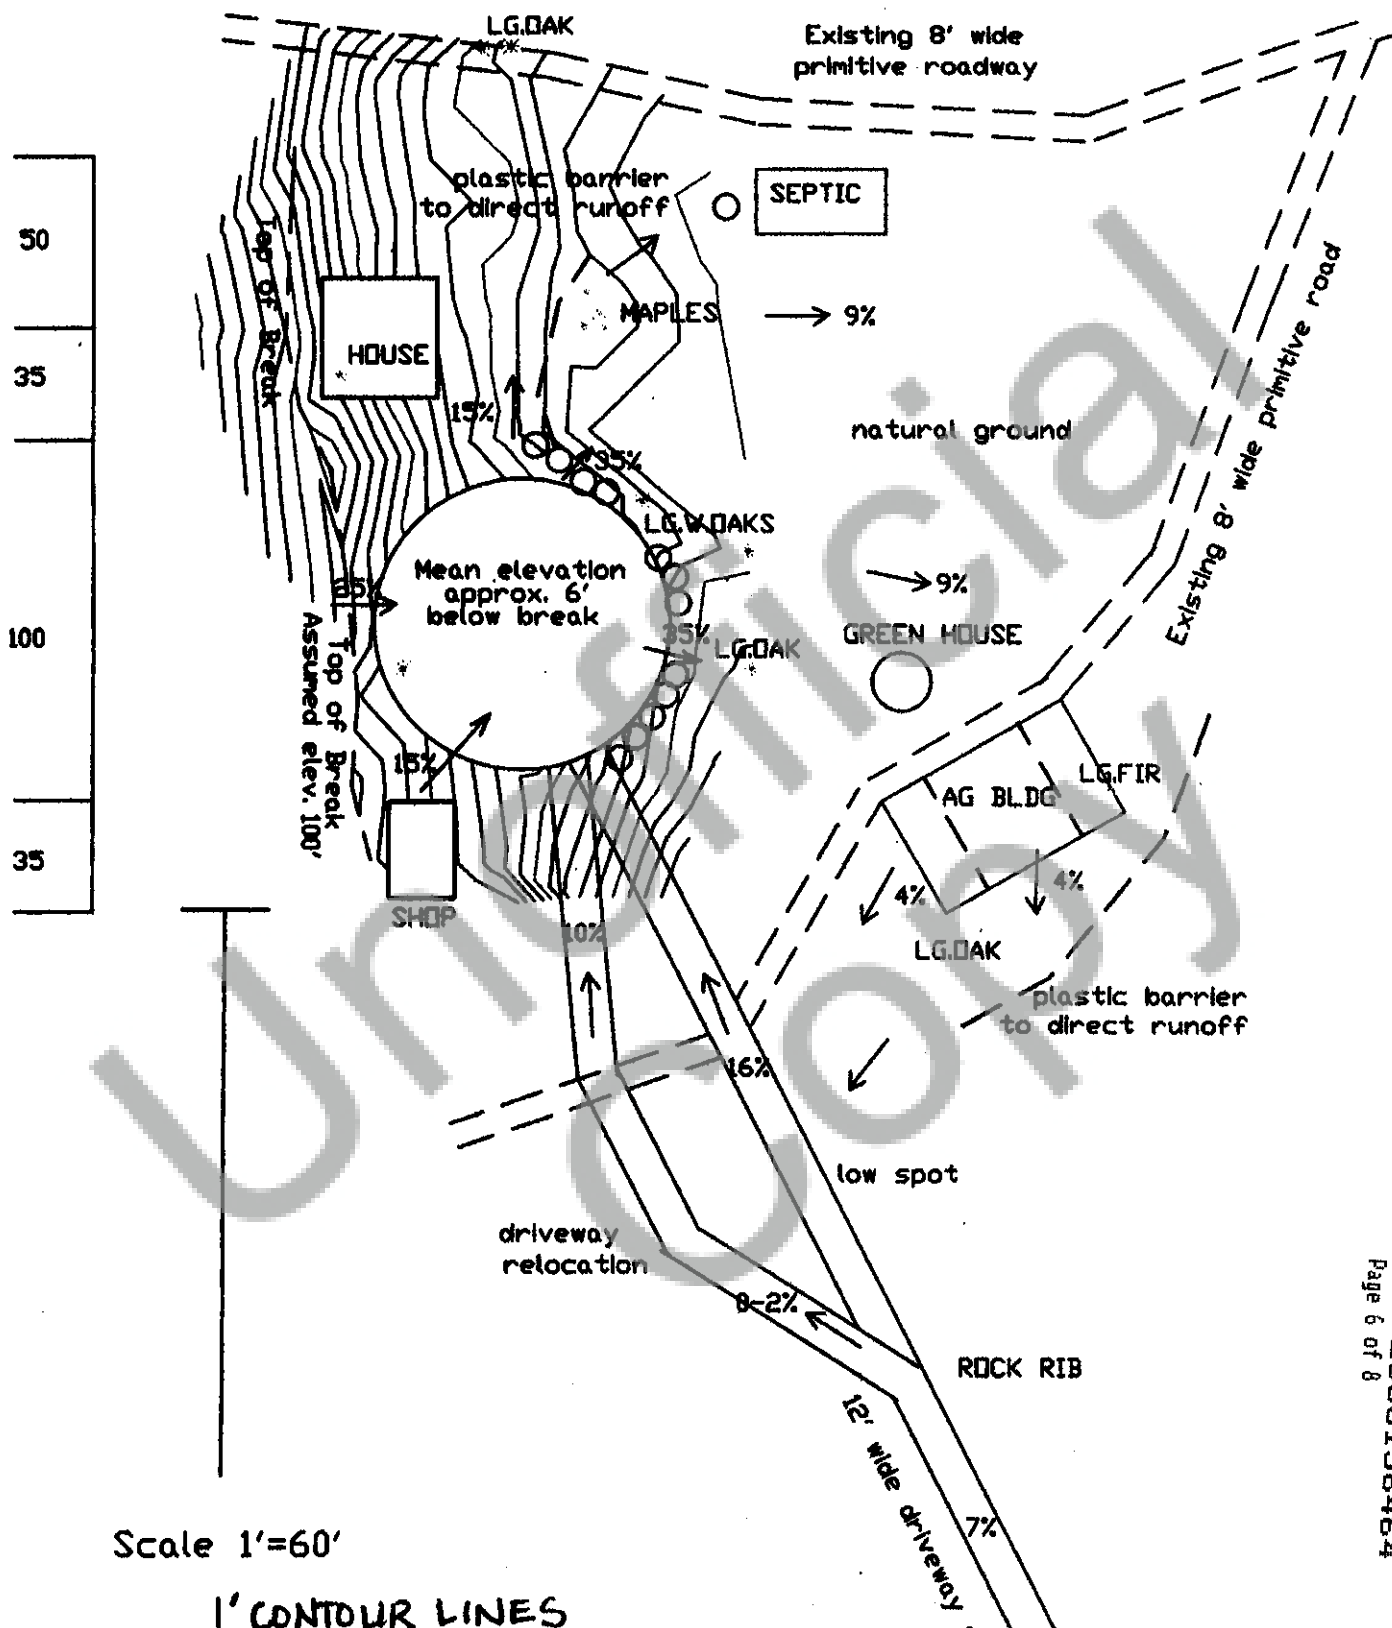 LG.OAK
Existing 8' wide
primitive roadway
plastic barrier
to direct runoff
SEPTIC
50
Top of Break
MAPLES
9%
Existing 8' wide primitive road
HOUSE
35
15%
natural ground
35%
LG.W.OAKS
Mean elevation
approx. 6'
below break
65%
9%
100
35%
LG.OAK
GREEN HOUSE
Top of Break
Assumed elev. 100'
15%
LG.FIR
AG BLDG
35
4%
4%
SHOP
10%
LG.OAK
plastic barrier
to direct runoff
16%
low spot
driveway
relocation
0-2%
ROCK RIB
Page 6 of 8
12' wide driveway
7%
Scale 1'=60'
1' CONTOUR LINES
Unofficial
Copy